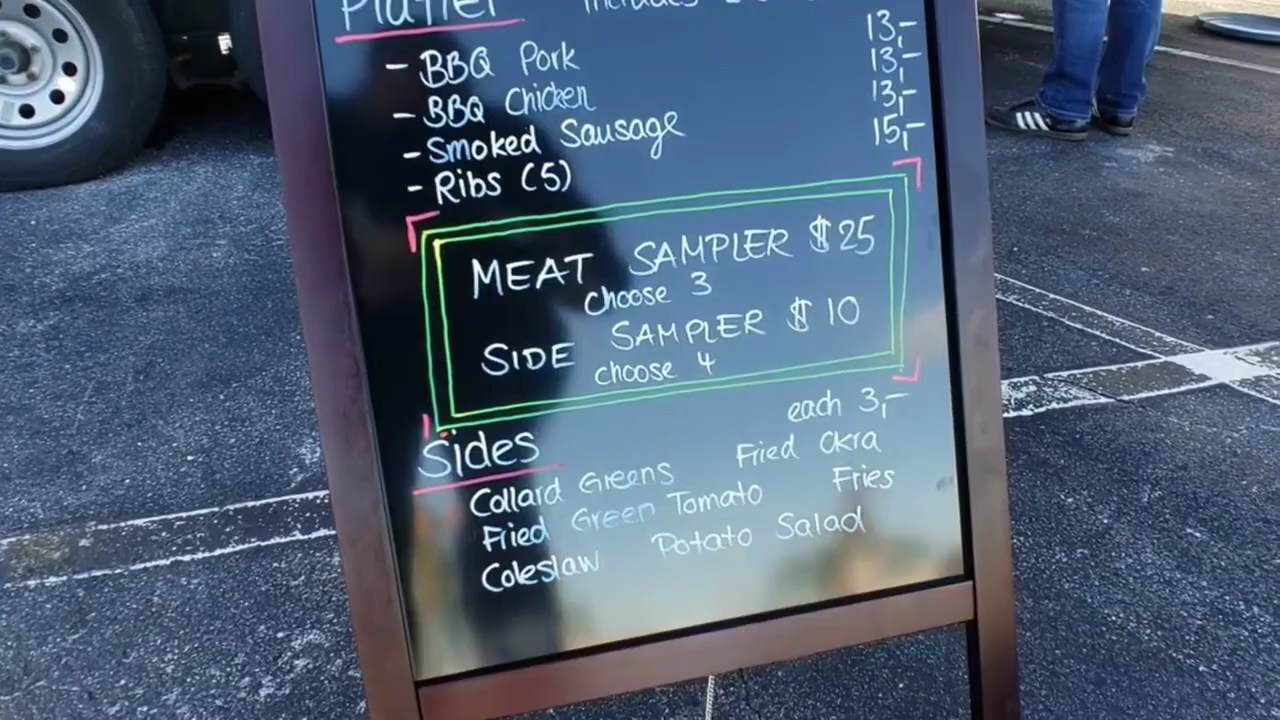 Platter includes
- BBQ Pork 13,-
- BBQ Chicken 13,-
- Smoked Sausage 13,-
- Ribs (5) 15,-
MEAT SAMPLER $25
choose 3
SIDE SAMPLER $10
choose 4
Sides each 3,-
Collard Greens Fried Okra
Fried Green Tomato Fries
Coleslaw Potato Salad